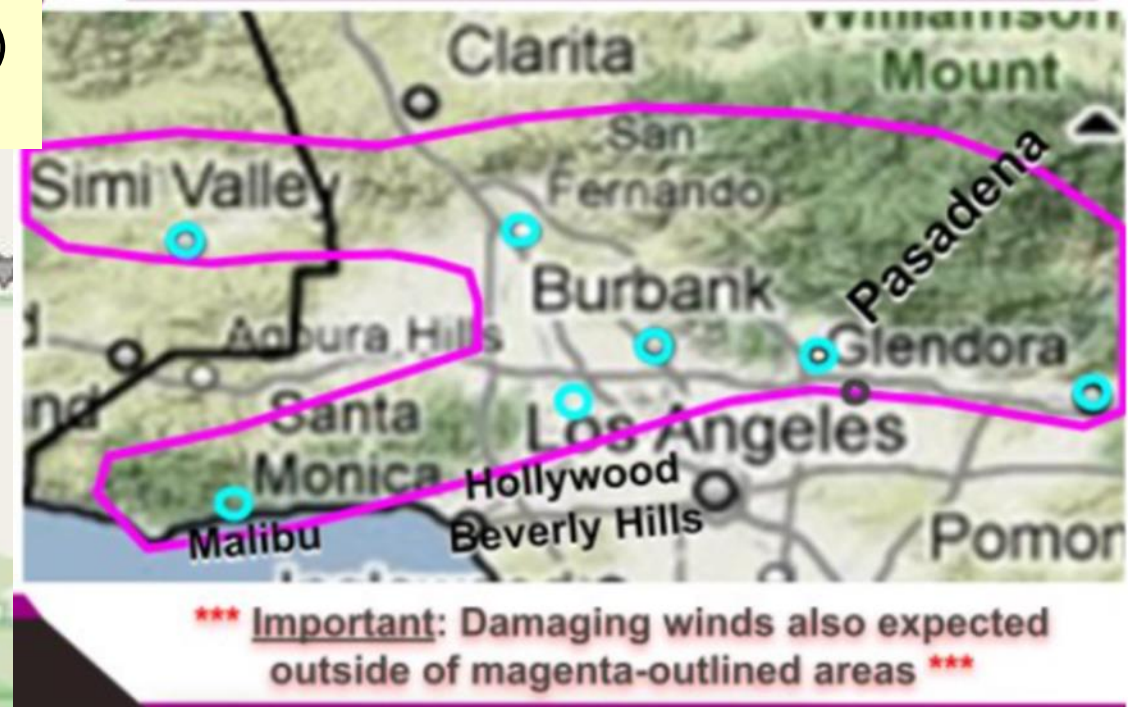 )
Williamson
Mount
Clarita
San
Fernando
Simi Valley
Pasadena
Burbank
Agoura Hills
Glendora
Santa
Monica
Los Angeles
Hollywood
Malibu
Beverly Hills
Pomon
*** Important: Damaging winds also expected
outside of magenta-outlined areas ***